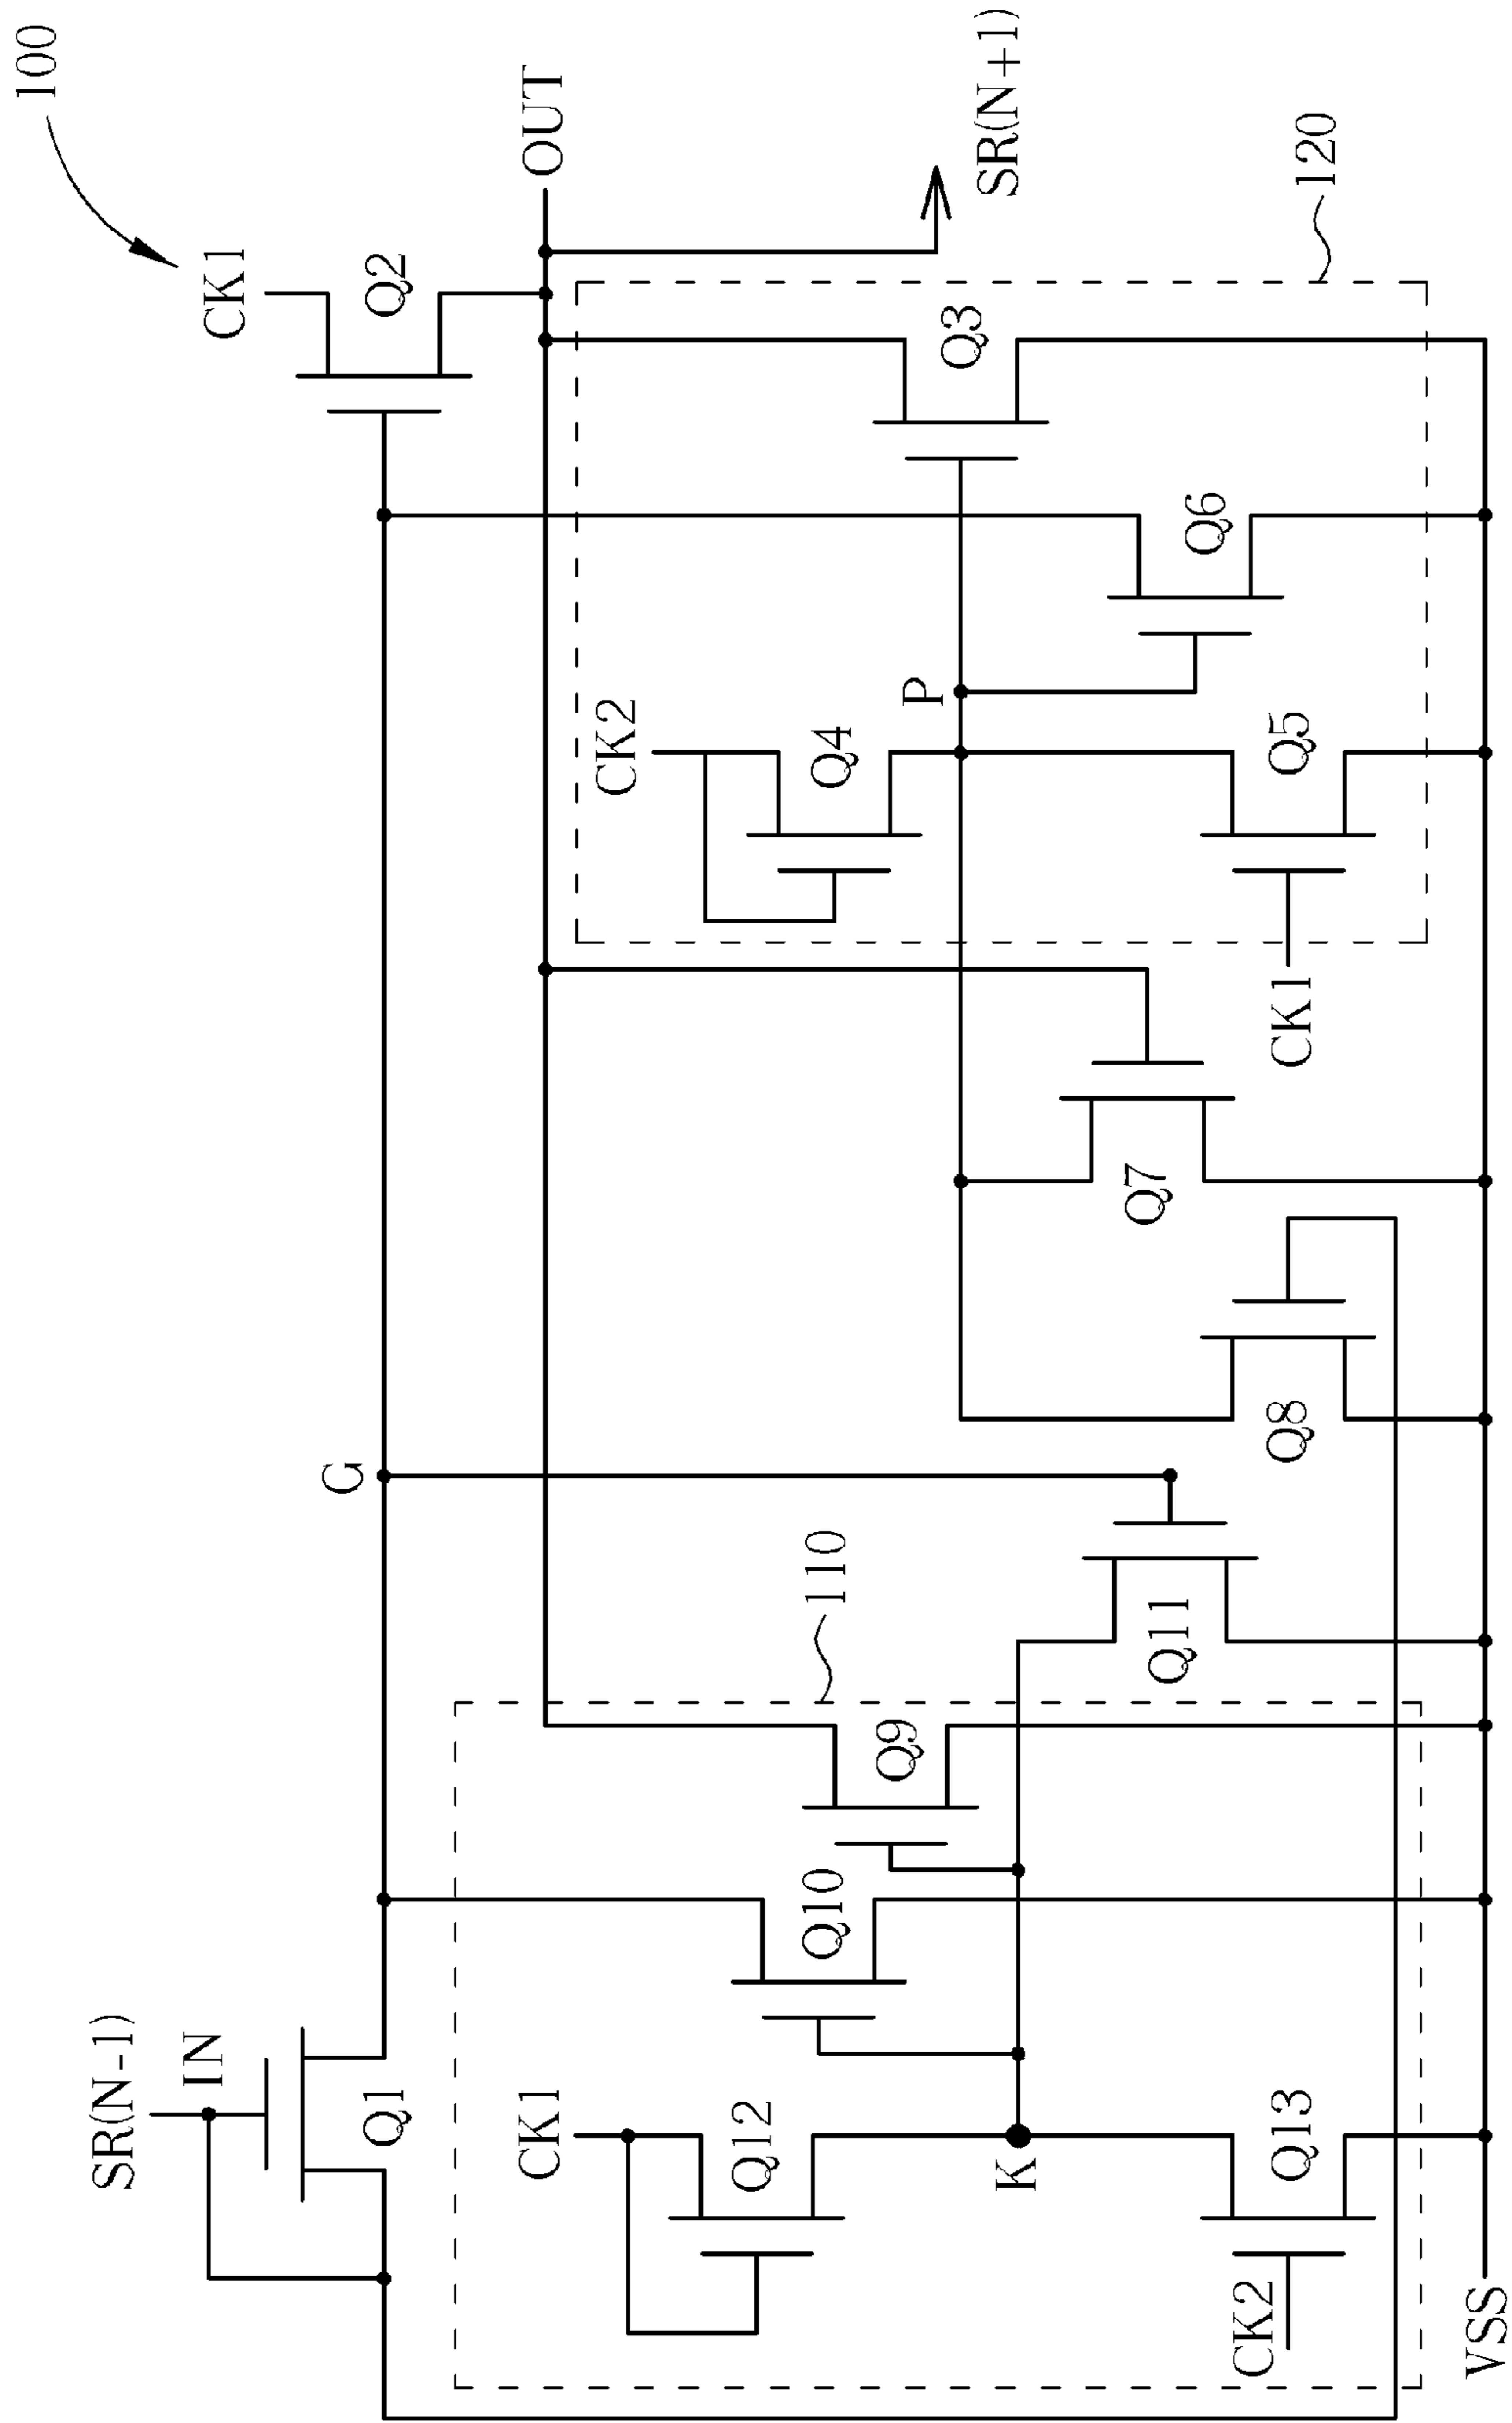 100
SR(N-1)
IN
Q1
G
CK1
Q2
OUT
SR(N+1)
110
120
CK1
Q12
K
Q13
CK2
Q10
Q9
Q11
Q8
Q7
CK1
CK2
Q4
P
Q5
Q6
Q3
VSS